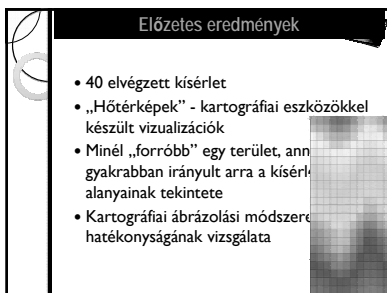 Előzetes eredmények
• 40 elvégzett kísérlet
• „Hőtérképek” - kartográfiai eszközökkel
készült vizualizációk
• Minél „forróbb” egy terület,
gyakrabban irányult arra a
alanyainak tekintete
• Kartográfiai ábrázolási
hatékonyságának vizsgálata